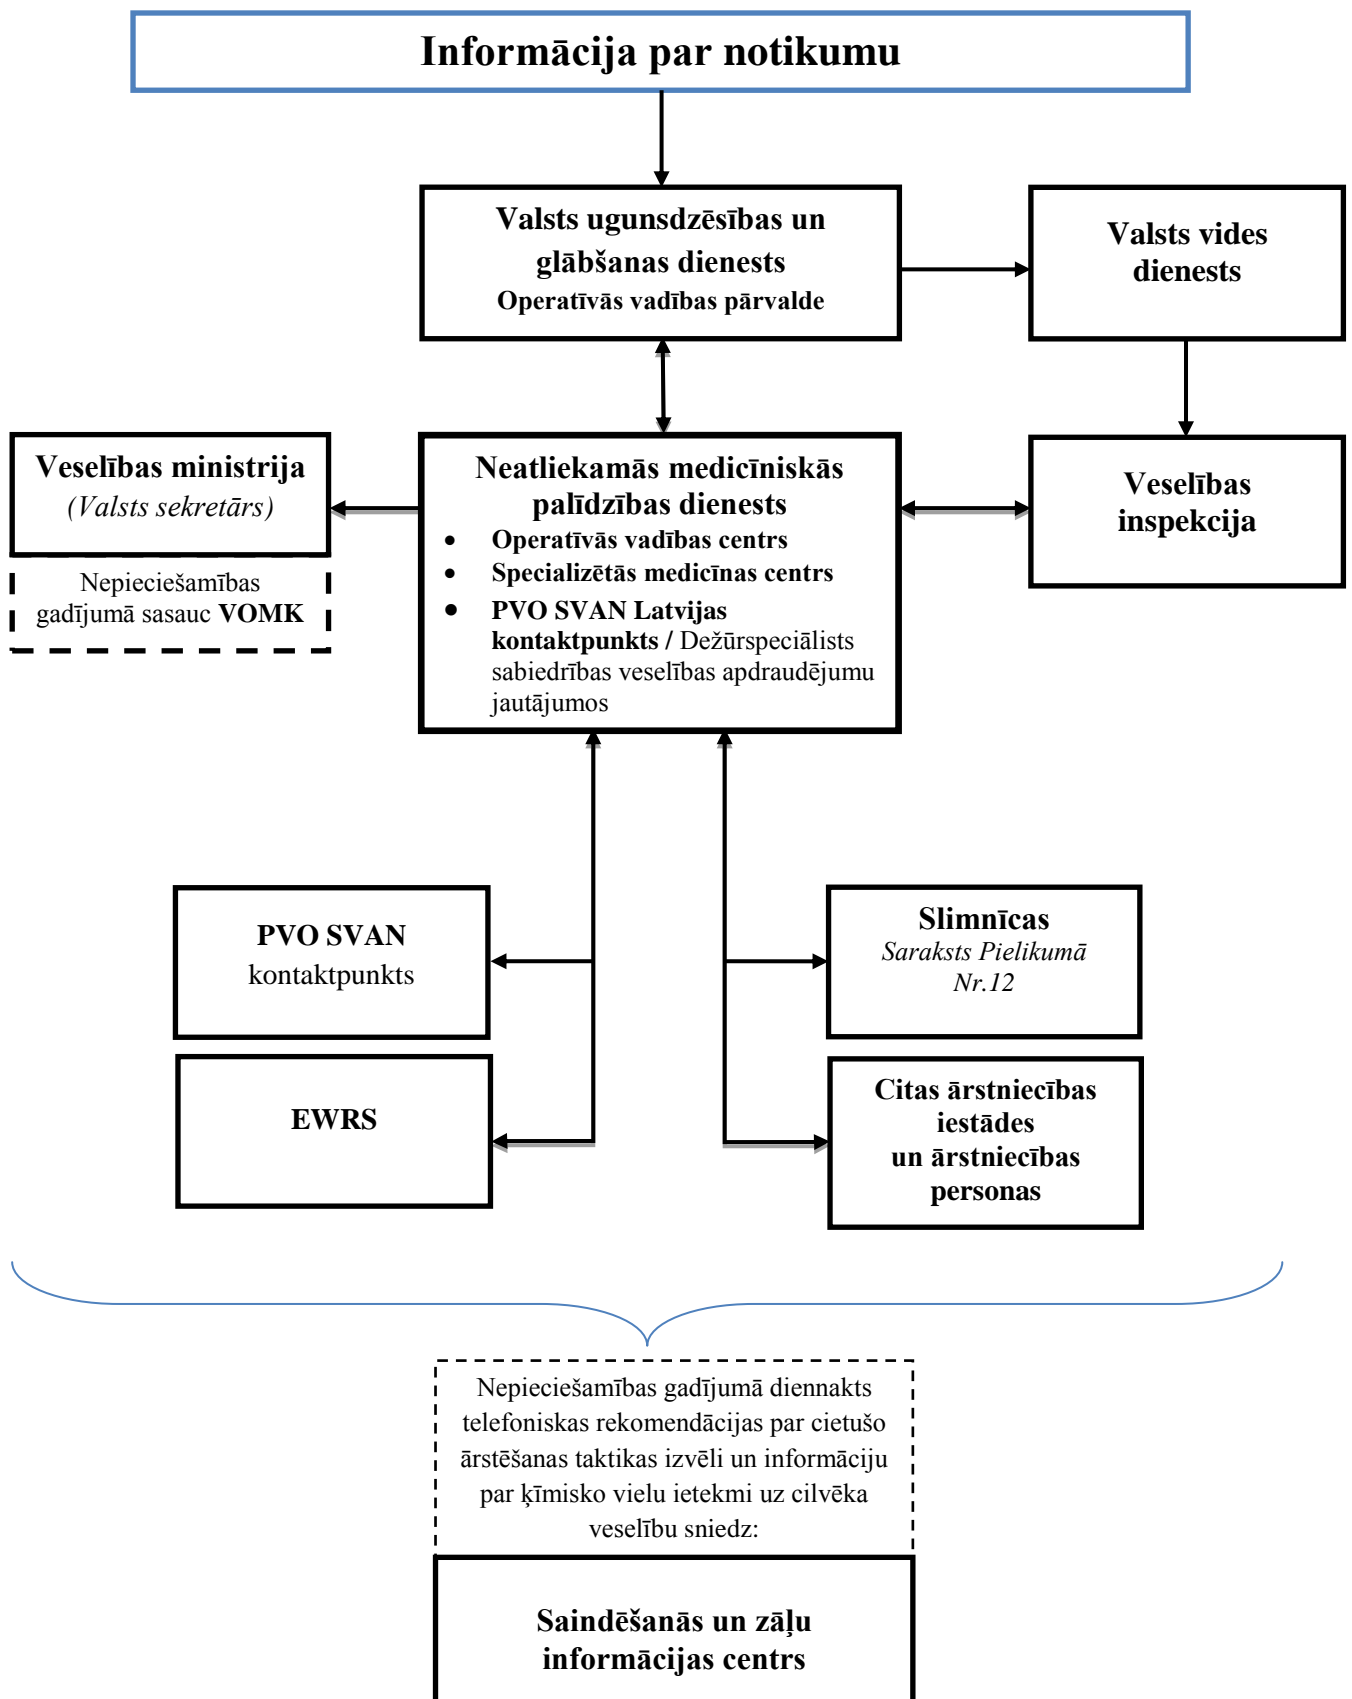 Informācija par notikumu
Valsts ugunsdzēsības un
glābšanas dienests
Operatīvās vadības pārvalde
Valsts vides
dienests
Veselības ministrija
(Valsts sekretārs)
Nepieciešamības
gadījumā sasauc VOMK
Neatliekamās medicīniskās
palīdzības dienests
• Operatīvās vadības centrs
• Specializētās medicīnas centrs
• PVO SVAN Latvijas
kontaktpunkts / Dežūrspeciālists
sabiedrības veselības apdraudējumu
jautājumos
Veselības
inspekcija
PVO SVAN
kontaktpunkts
EWRS
Slimnīcas
Saraksts Pielikumā
Nr.12
Citas ārstniecības
iestādes
un ārstniecības
personas
Nepieciešamības gadījumā diennakts
telefoniskas rekomendācijas par cietušo
ārstēšanas taktikas izvēli un informāciju
par ķīmisko vielu ietekmi uz cilvēka
veselību sniedz:
Saindēšanās un zāļu
informācijas centrs